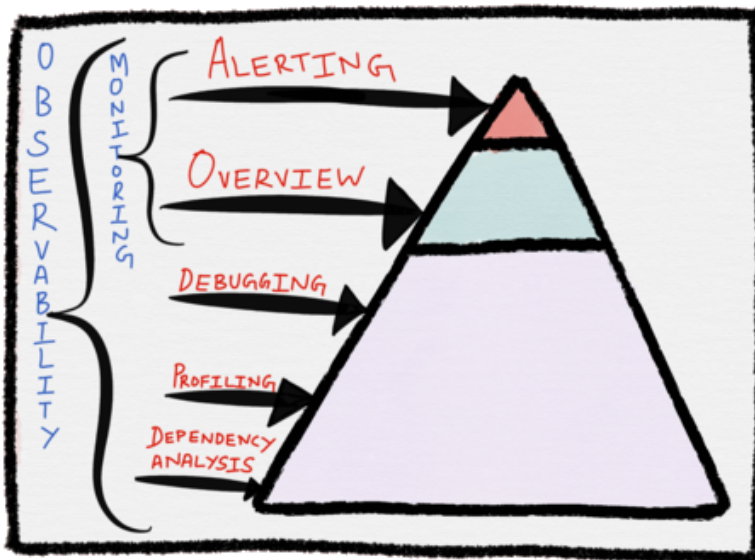 OBSERVABILITY
MONITORING
ALERTING
OVERVIEW
DEBUGGING
PROFILING
DEPENDENCY
ANALYSIS